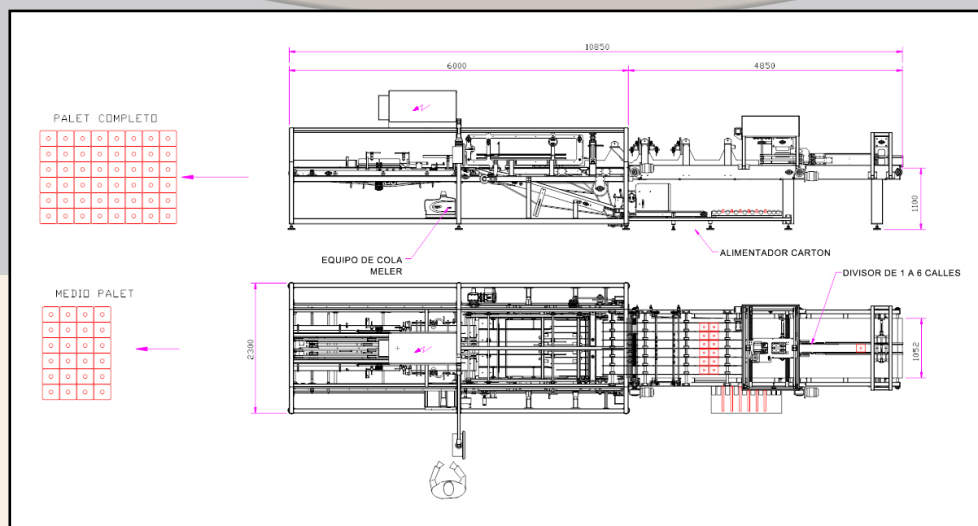 10850
6000
4850
PALET COMPLETO
1100
EQUIPO DE COLA
MELER
ALIMENTADOR CARTON
DIVISOR DE 1 A 6 CALLES
MEDIO PALET
2300
1052